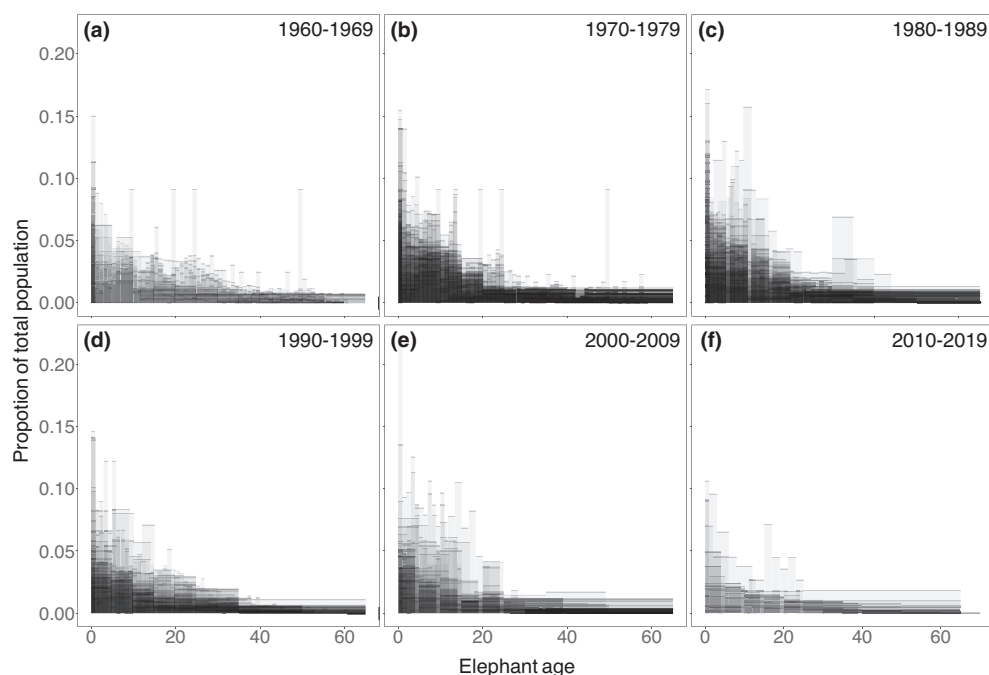 (a) 1960-1969
(b) 1970-1979
(c) 1980-1989
0.20
0.15
0.10
0.05
0.00
(d) 1990-1999
(e) 2000-2009
(f) 2010-2019
0.20
0.15
0.10
0.05
0.00
Propotion of total population
0 20 40 60
0 20 40 60
0 20 40 60
Elephant age